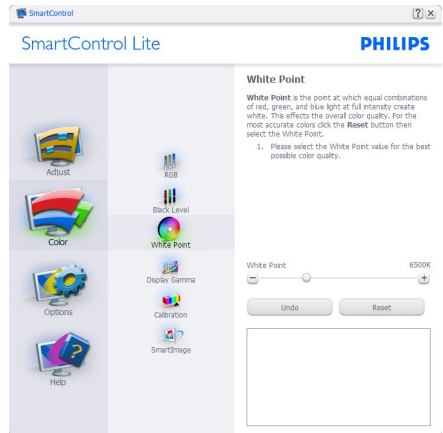 SmartControl
SmartControl Lite
PHILIPS
Adjust
Color
Options
Help
RGB
Black Level
White Point
Display Gamma
Calibration
SmartImage
White Point
White Point is the point at which equal combinations
of red, green, and blue light at full intensity create
white. This effects the overall color quality. For the
most accurate colors click the Reset button then
select the White Point.
1. Please select the White Point value for the best
possible color quality.
White Point 6500K
Undo Reset